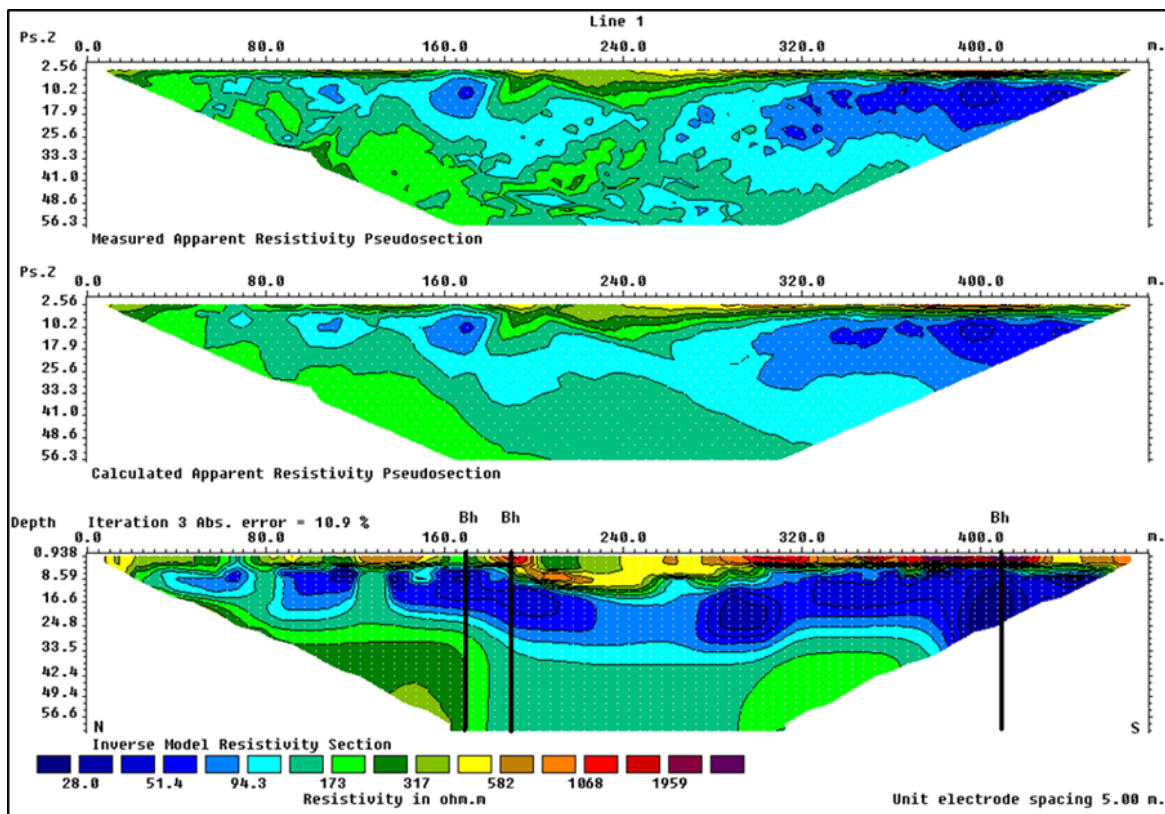 Line 1
Ps.Z 0.0 80.0 160.0 240.0 320.0 400.0 m.
2.56
10.2
17.9
25.6
33.3
41.0
48.6
56.3
Measured Apparent Resistivity Pseudosection
Ps.Z 0.0 80.0 160.0 240.0 320.0 400.0 m.
2.56
10.2
17.9
25.6
33.3
41.0
48.6
56.3
Calculated Apparent Resistivity Pseudosection
Bh Bh Bh
Depth Iteration 3 Abs. error = 10.9 %
0.0 80.0 160.0 240.0 320.0 400.0 m.
0.938
8.59
16.6
24.8
33.5
42.4
49.4
56.6
N S
Inverse Model Resistivity Section
28.0 51.4 94.3 173 317 582 1068 1959
Resistivity in ohm.m
Unit electrode spacing 5.00 m.